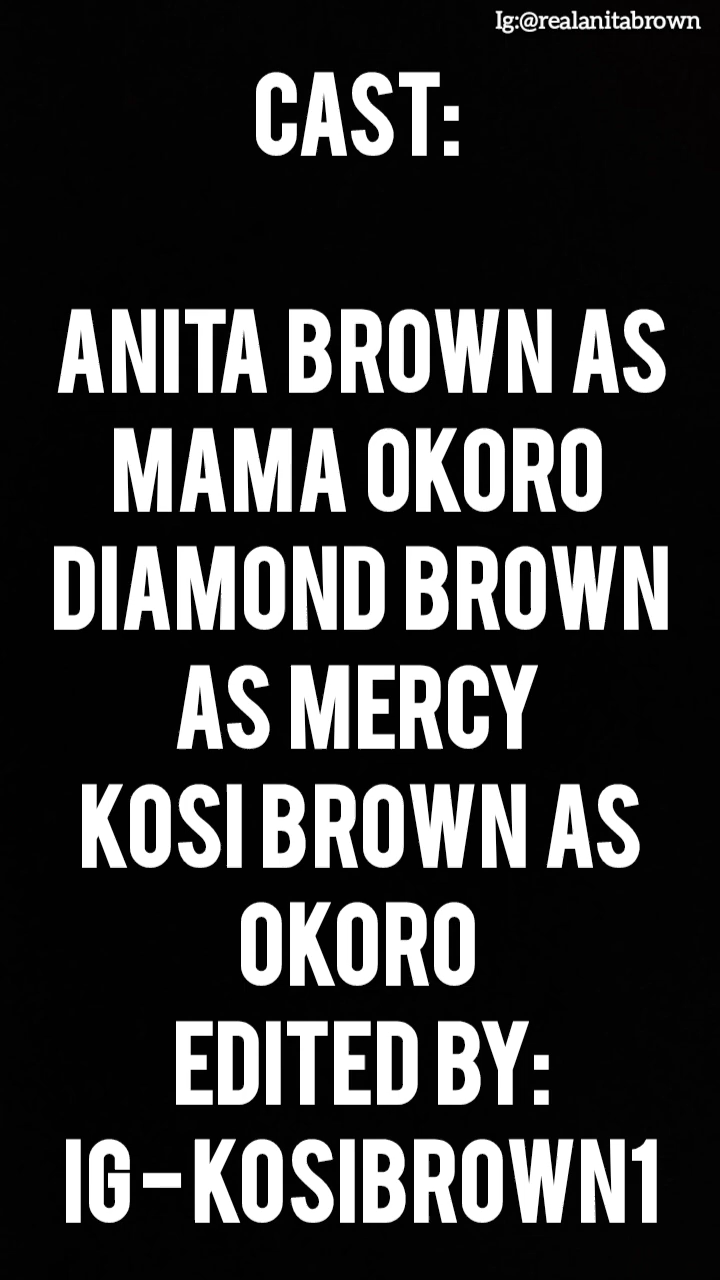 Ig:@realanitabrown
CAST:
ANITA BROWN AS
MAMA OKORO
DIAMOND BROWN
AS MERCY
KOSI BROWN AS
OKORO
EDITED BY:
IG-KOSIBROWN1